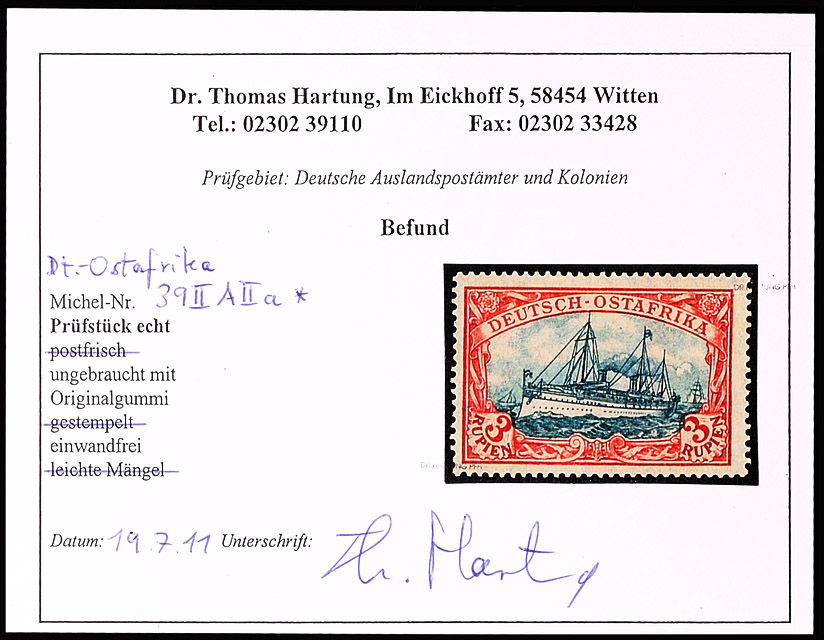 Dr. Thomas Hartung, Im Eickhoff 5, 58454 Witten
Tel.: 02302 39110 Fax: 02302 33428
Prüfgebiet: Deutsche Auslandspostämter und Kolonien
Befund
Dt.-Ostafrika
Michel-Nr. 39 II A II a *
Prüfstück echt
postfrisch
ungebraucht mit
Originalgummi
gestempelt
einwandfrei
leichte Mängel
Datum: 19.7.11 Unterschrift: Th. Hartung
DEUTSCH-OSTAFRIKA
3 RUPIEN
3 RUPIEN